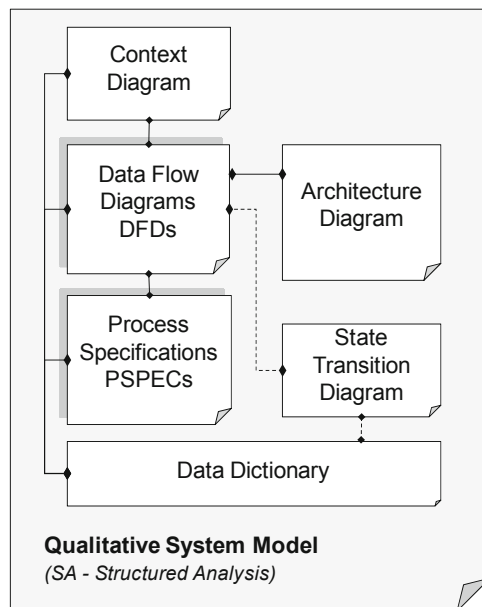 Context
Diagram
Data Flow
Diagrams
DFDs
Architecture
Diagram
Process
Specifications
PSPECs
State
Transition
Diagram
Data Dictionary
Qualitative System Model
(SA - Structured Analysis)